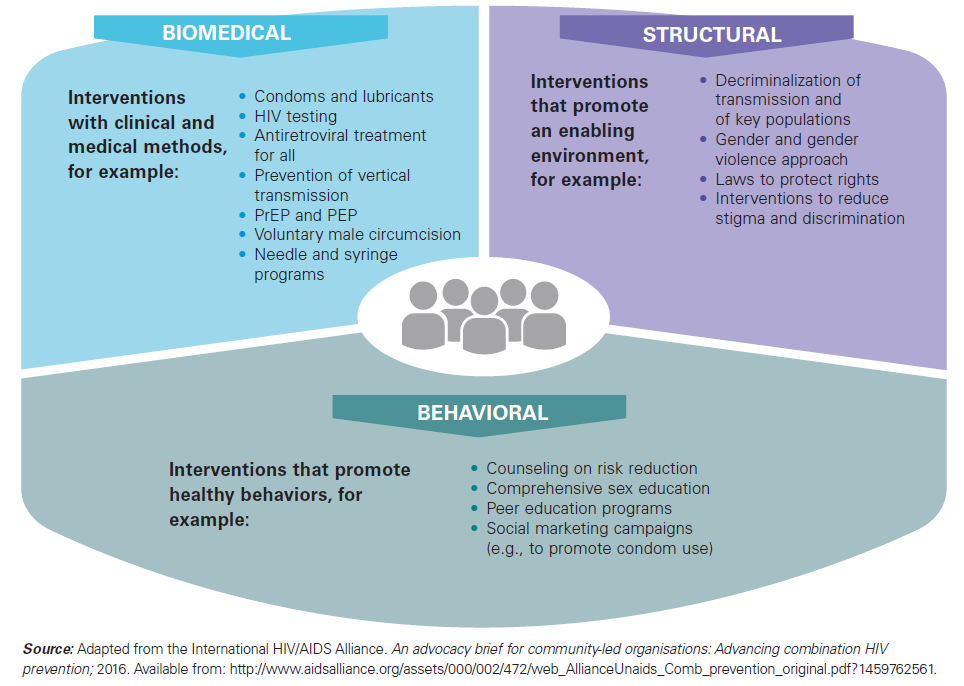 BIOMEDICAL
Interventions
with clinical and
medical methods,
for example:
• Condoms and lubricants
• HIV testing
• Antiretroviral treatment
for all
• Prevention of vertical
transmission
• PrEP and PEP
• Voluntary male circumcision
• Needle and syringe
programs
STRUCTURAL
Interventions
that promote
an enabling
environment,
for example:
• Decriminalization of
transmission and
of key populations
• Gender and gender
violence approach
• Laws to protect rights
• Interventions to reduce
stigma and discrimination
BEHAVIORAL
Interventions that promote
healthy behaviors, for
example:
• Counseling on risk reduction
• Comprehensive sex education
• Peer education programs
• Social marketing campaigns
(e.g., to promote condom use)
Source: Adapted from the International HIV/AIDS Alliance. An advocacy brief for community-led organisations: Advancing combination HIV
prevention; 2016. Available from: http://www.aidsalliance.org/assets/000/002/472/web_AllianceUnaids_Comb_prevention_original.pdf?1459762561.